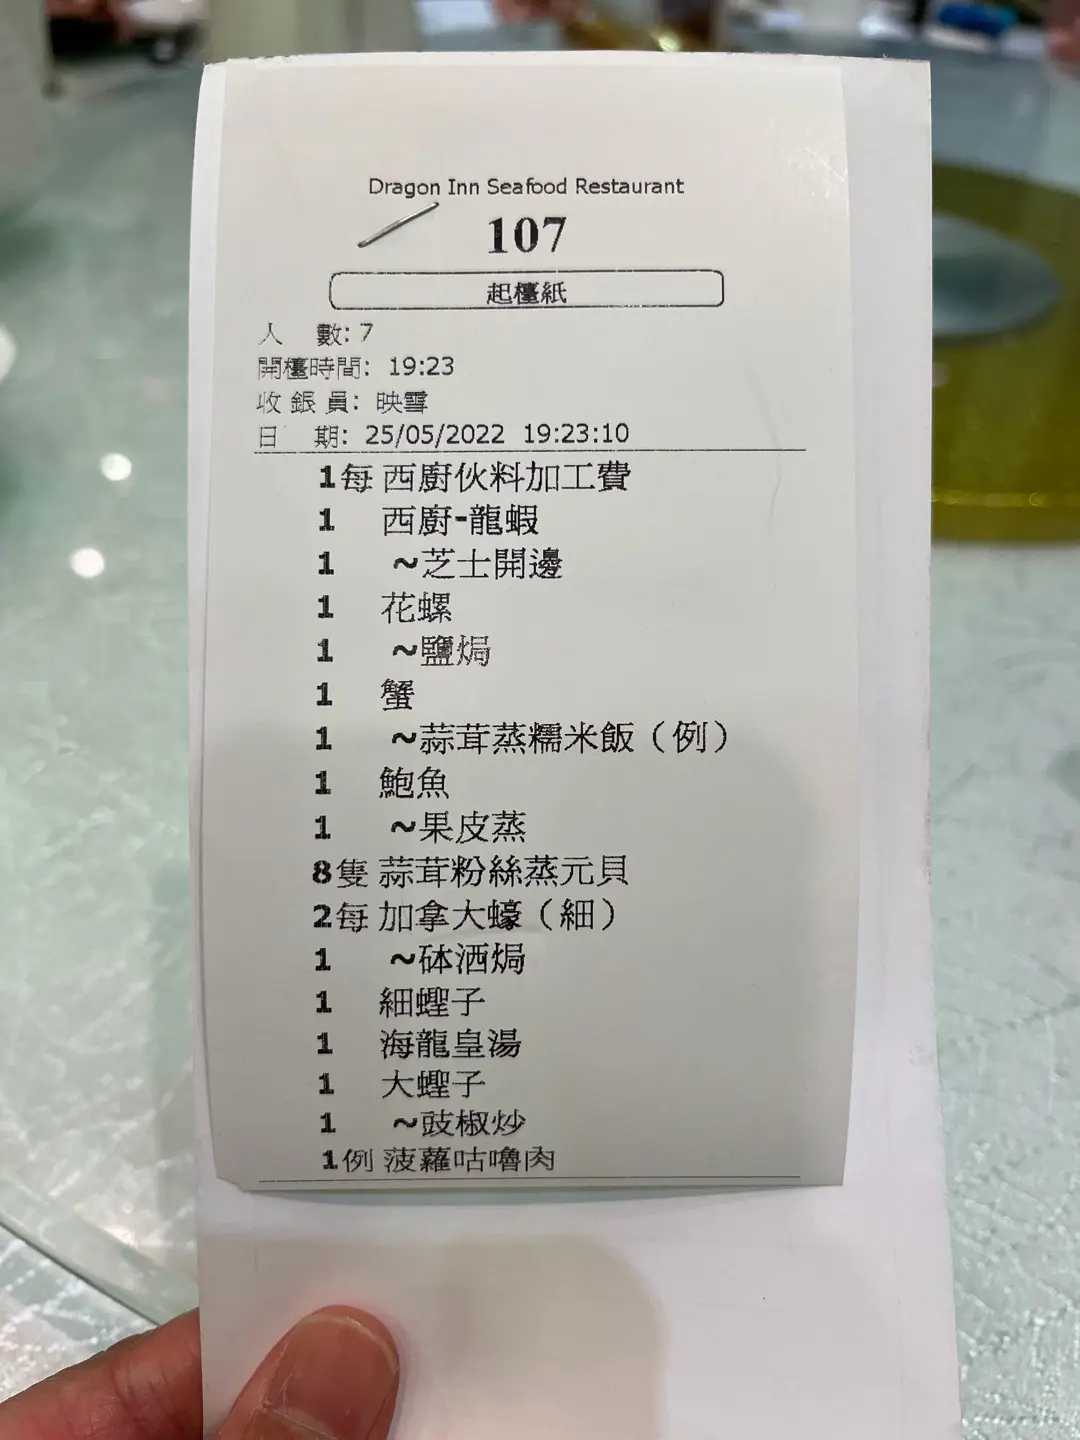 Dragon Inn Seafood Restaurant
107
起檯紙
人 數: 7
開檯時間: 19:23
收銀員: 映雪
日 期: 25/05/2022 19:23:10
1每 西廚伙料加工費
1 西廚-龍蝦
1 ~芝士開邊
1 花螺
1 ~鹽焗
1 蟹
1 ~蒜茸蒸糯米飯（例）
1 鮑魚
1 ~果皮蒸
8隻 蒜茸粉絲蒸元貝
2每 加拿大蠔（細）
1 ~砵酒焗
1 細蟶子
1 海龍皇湯
1 大蟶子
1 ~豉椒炒
1例 菠蘿咕嚕肉